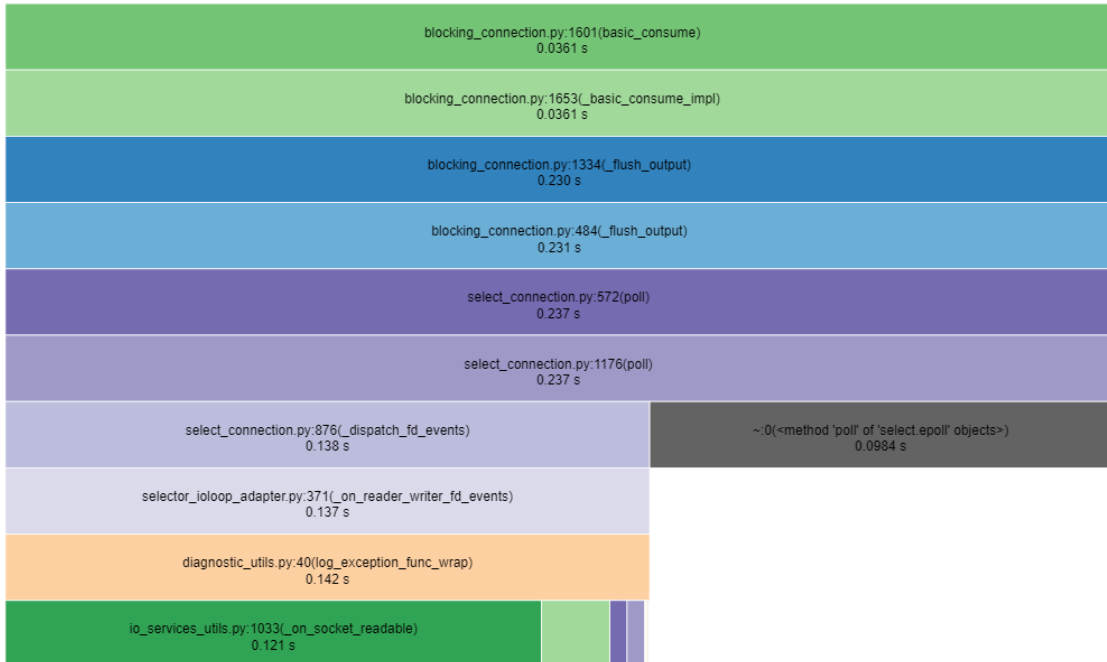 blocking_connection.py:1601(basic_consume)
0.0361 s
blocking_connection.py:1653(_basic_consume_impl)
0.0361 s
blocking_connection.py:1334(_flush_output)
0.230 s
blocking_connection.py:484(_flush_output)
0.231 s
select_connection.py:572(poll)
0.237 s
select_connection.py:1176(poll)
0.237 s
select_connection.py:876(_dispatch_fd_events)
0.138 s
~:0(<method 'poll' of 'select.epoll' objects>)
0.0984 s
selector_ioloop_adapter.py:371(_on_reader_writer_fd_events)
0.137 s
diagnostic_utils.py:40(log_exception_func_wrap)
0.142 s
io_services_utils.py:1033(_on_socket_readable)
0.121 s